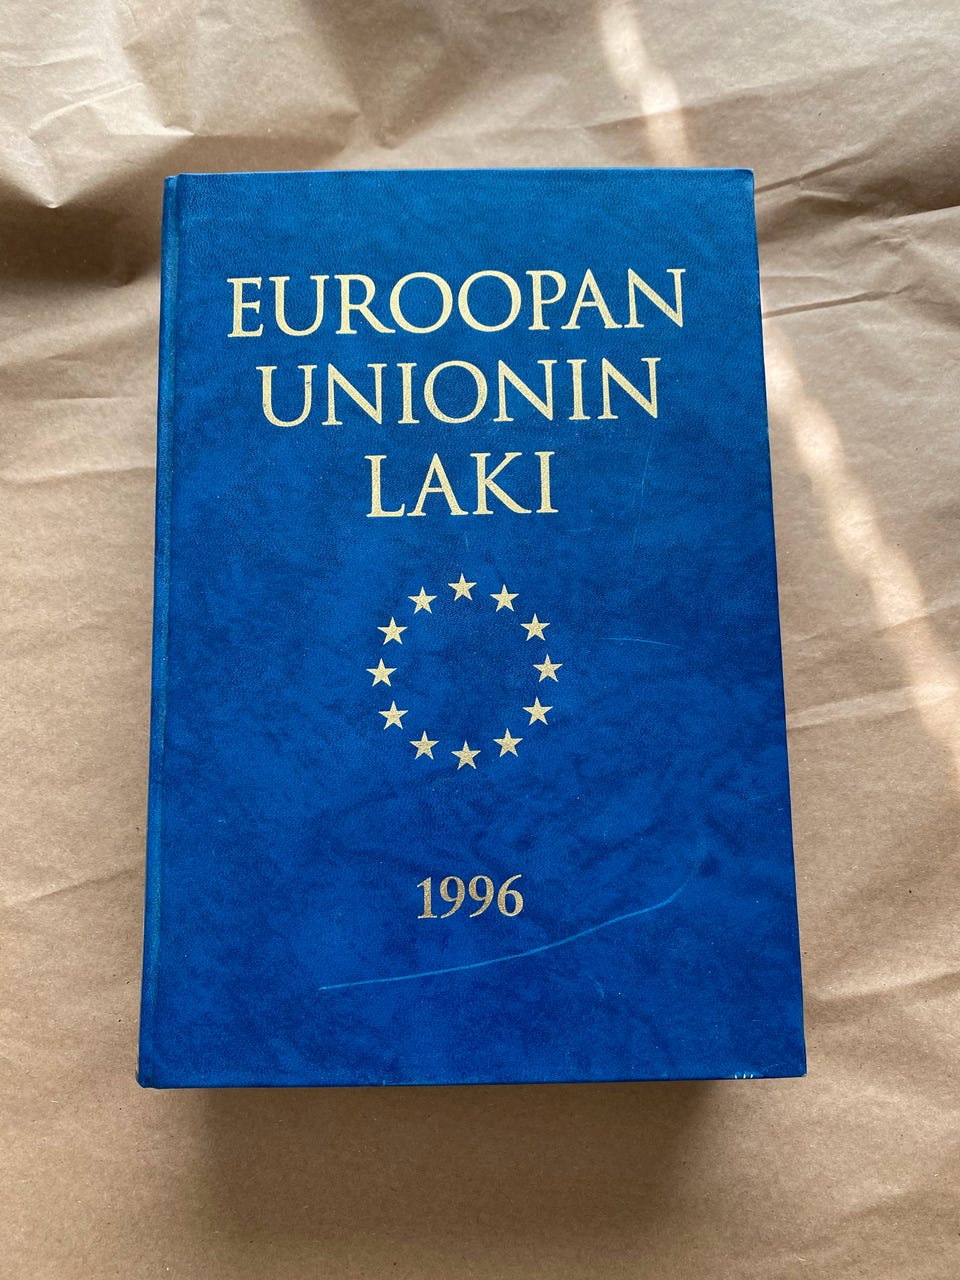 EUROOPAN
UNIONIN
LAKI
1996